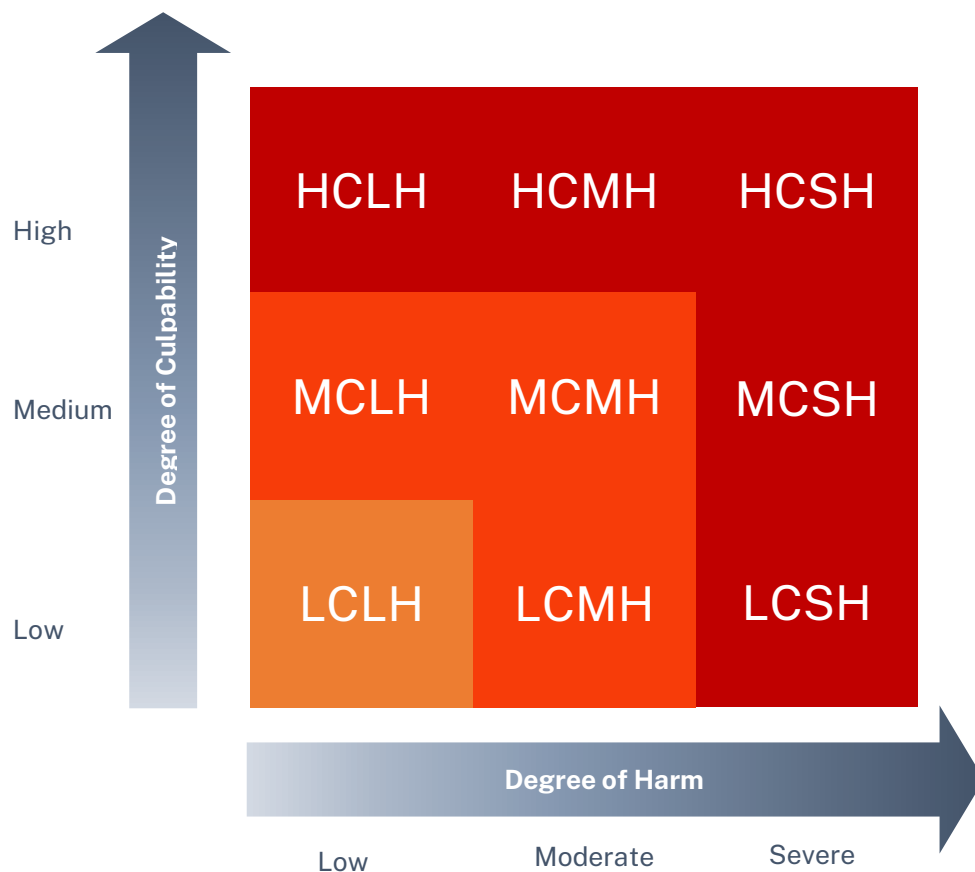 HCLH HCMH HCSH
High
Degree of Culpability
MCLH MCMH MCSH
Medium
LCLH LCMH LCSH
Low
Degree of Harm
Low Moderate Severe